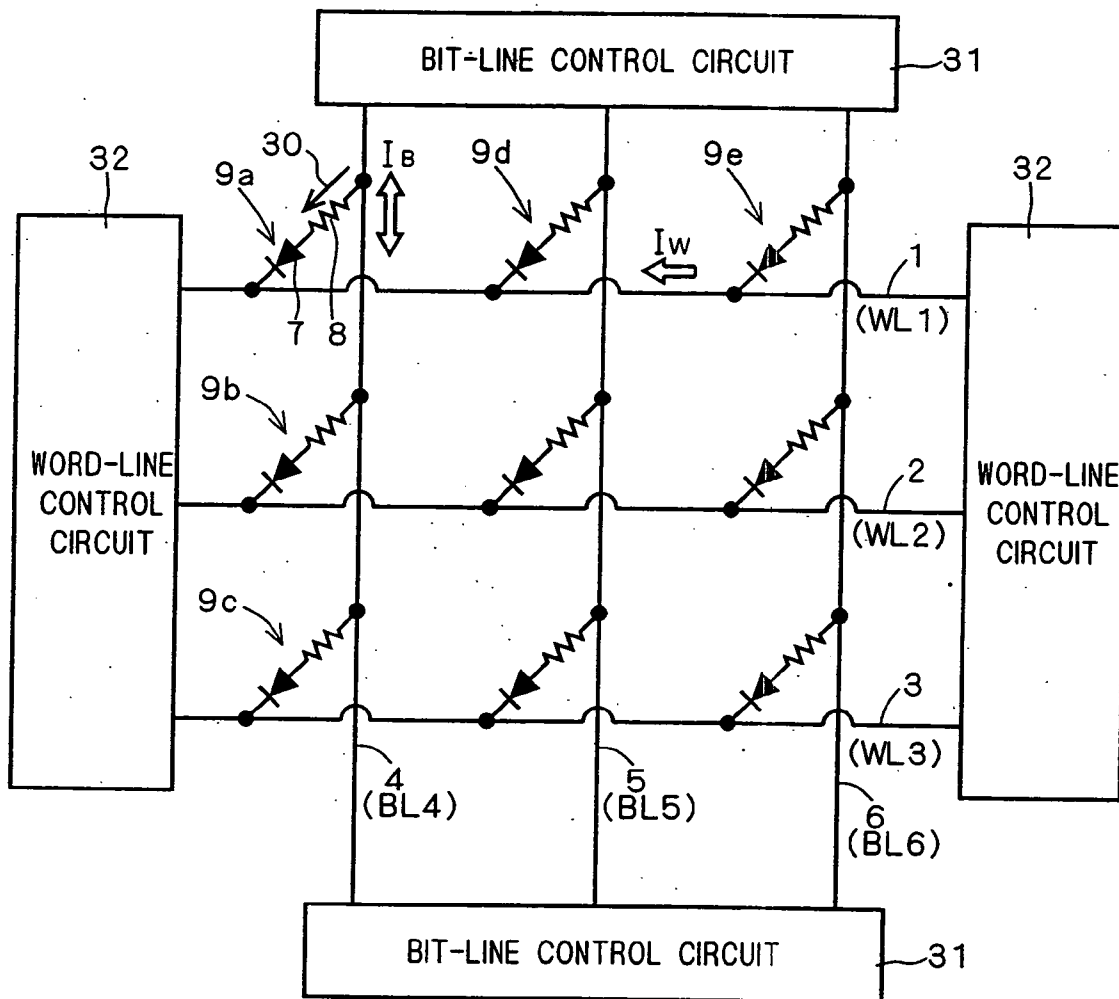 BIT-LINE CONTROL CIRCUIT
31
32
30
9a
IB
9d
9e
32
IW
1
(WL1)
7
8
9b
WORD-LINE
CONTROL
CIRCUIT
2
(WL2)
WORD-LINE
CONTROL
CIRCUIT
9c
3
(WL3)
4
(BL4)
5
(BL5)
6
(BL6)
BIT-LINE CONTROL CIRCUIT
31